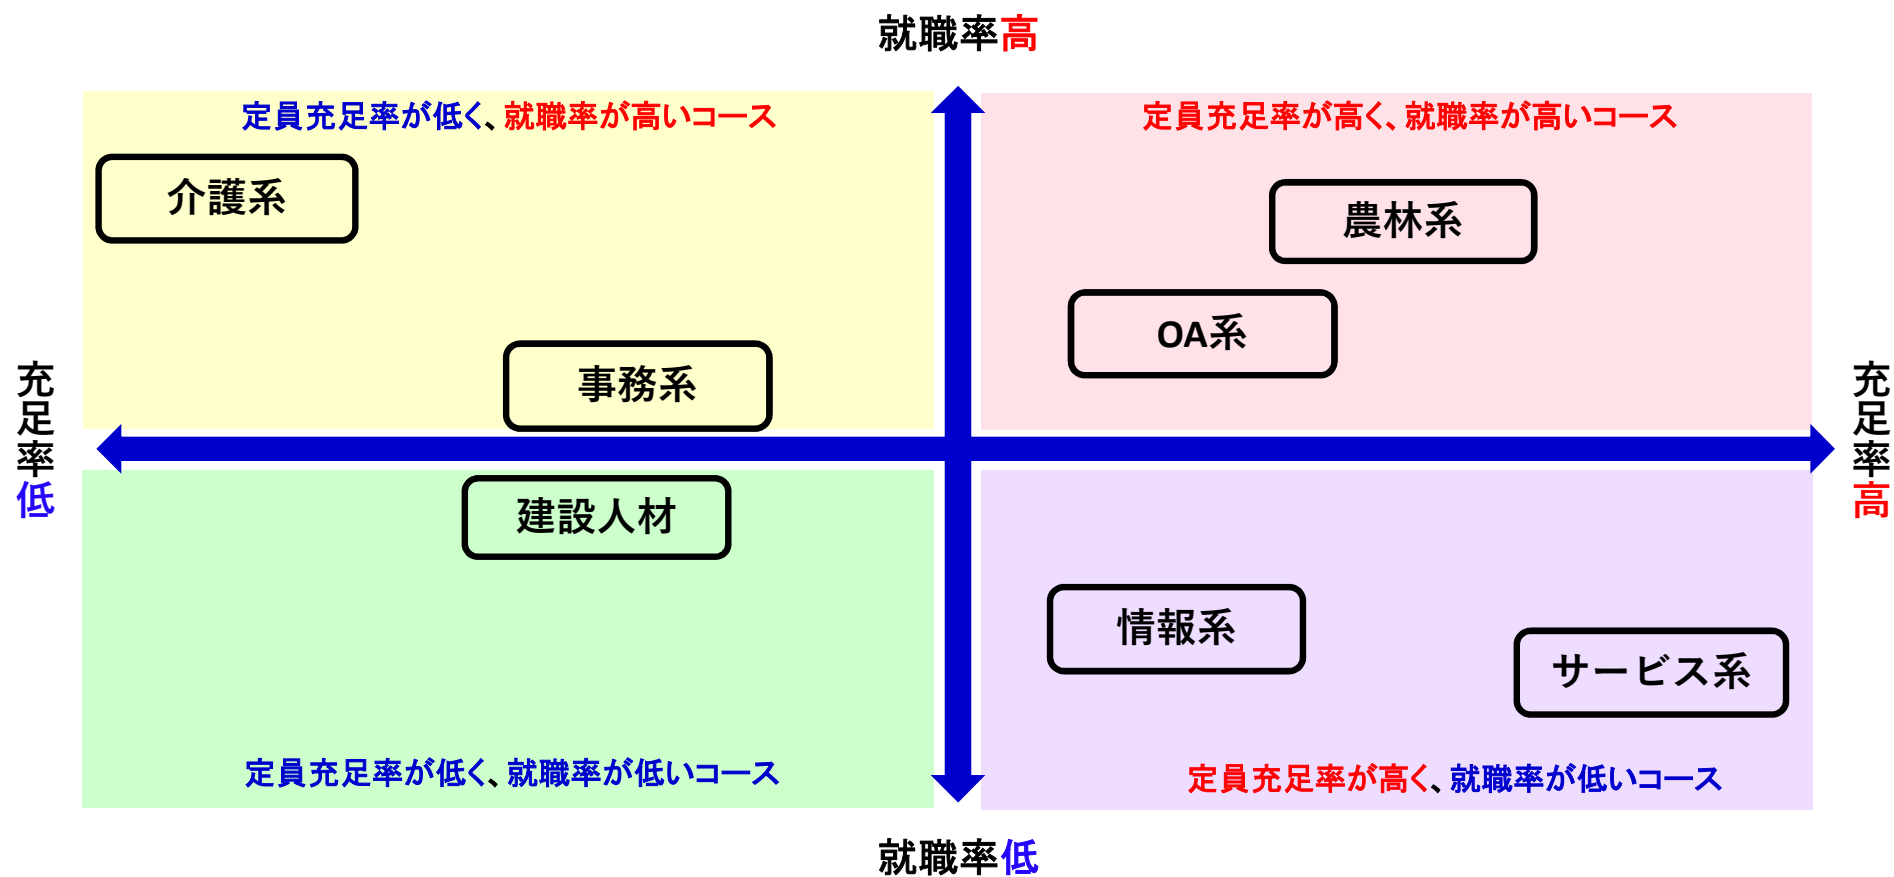 就職率高
定員充足率が低く、就職率が高いコース
定員充足率が高く、就職率が高いコース
介護系
農林系
OA系
事務系
充足率低
充足率高
建設人材
情報系
サービス系
定員充足率が低く、就職率が低いコース
定員充足率が高く、就職率が低いコース
就職率低